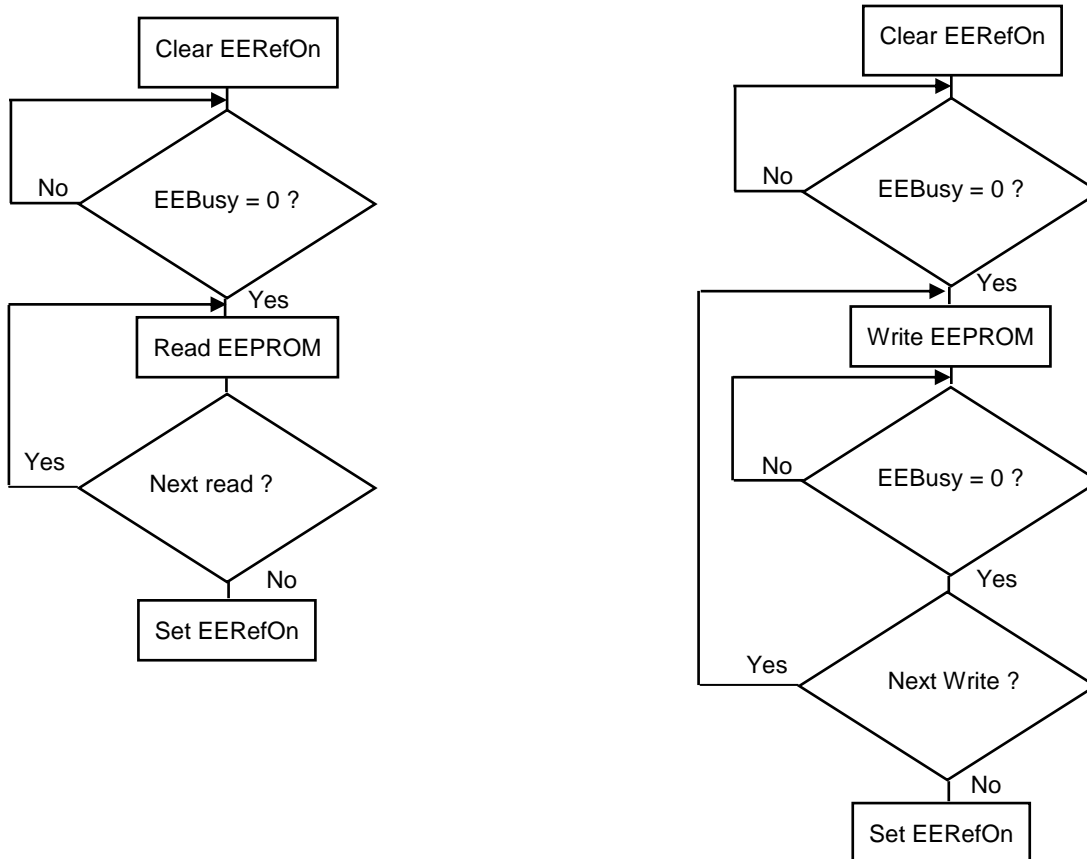 Clear EERefOn
No
EEBusy = 0 ?
Yes
Read EEPROM
Yes
Next read ?
No
Set EERefOn
Clear EERefOn
No
EEBusy = 0 ?
Yes
Write EEPROM
No
EEBusy = 0 ?
Yes
Yes
Next Write ?
No
Set EERefOn